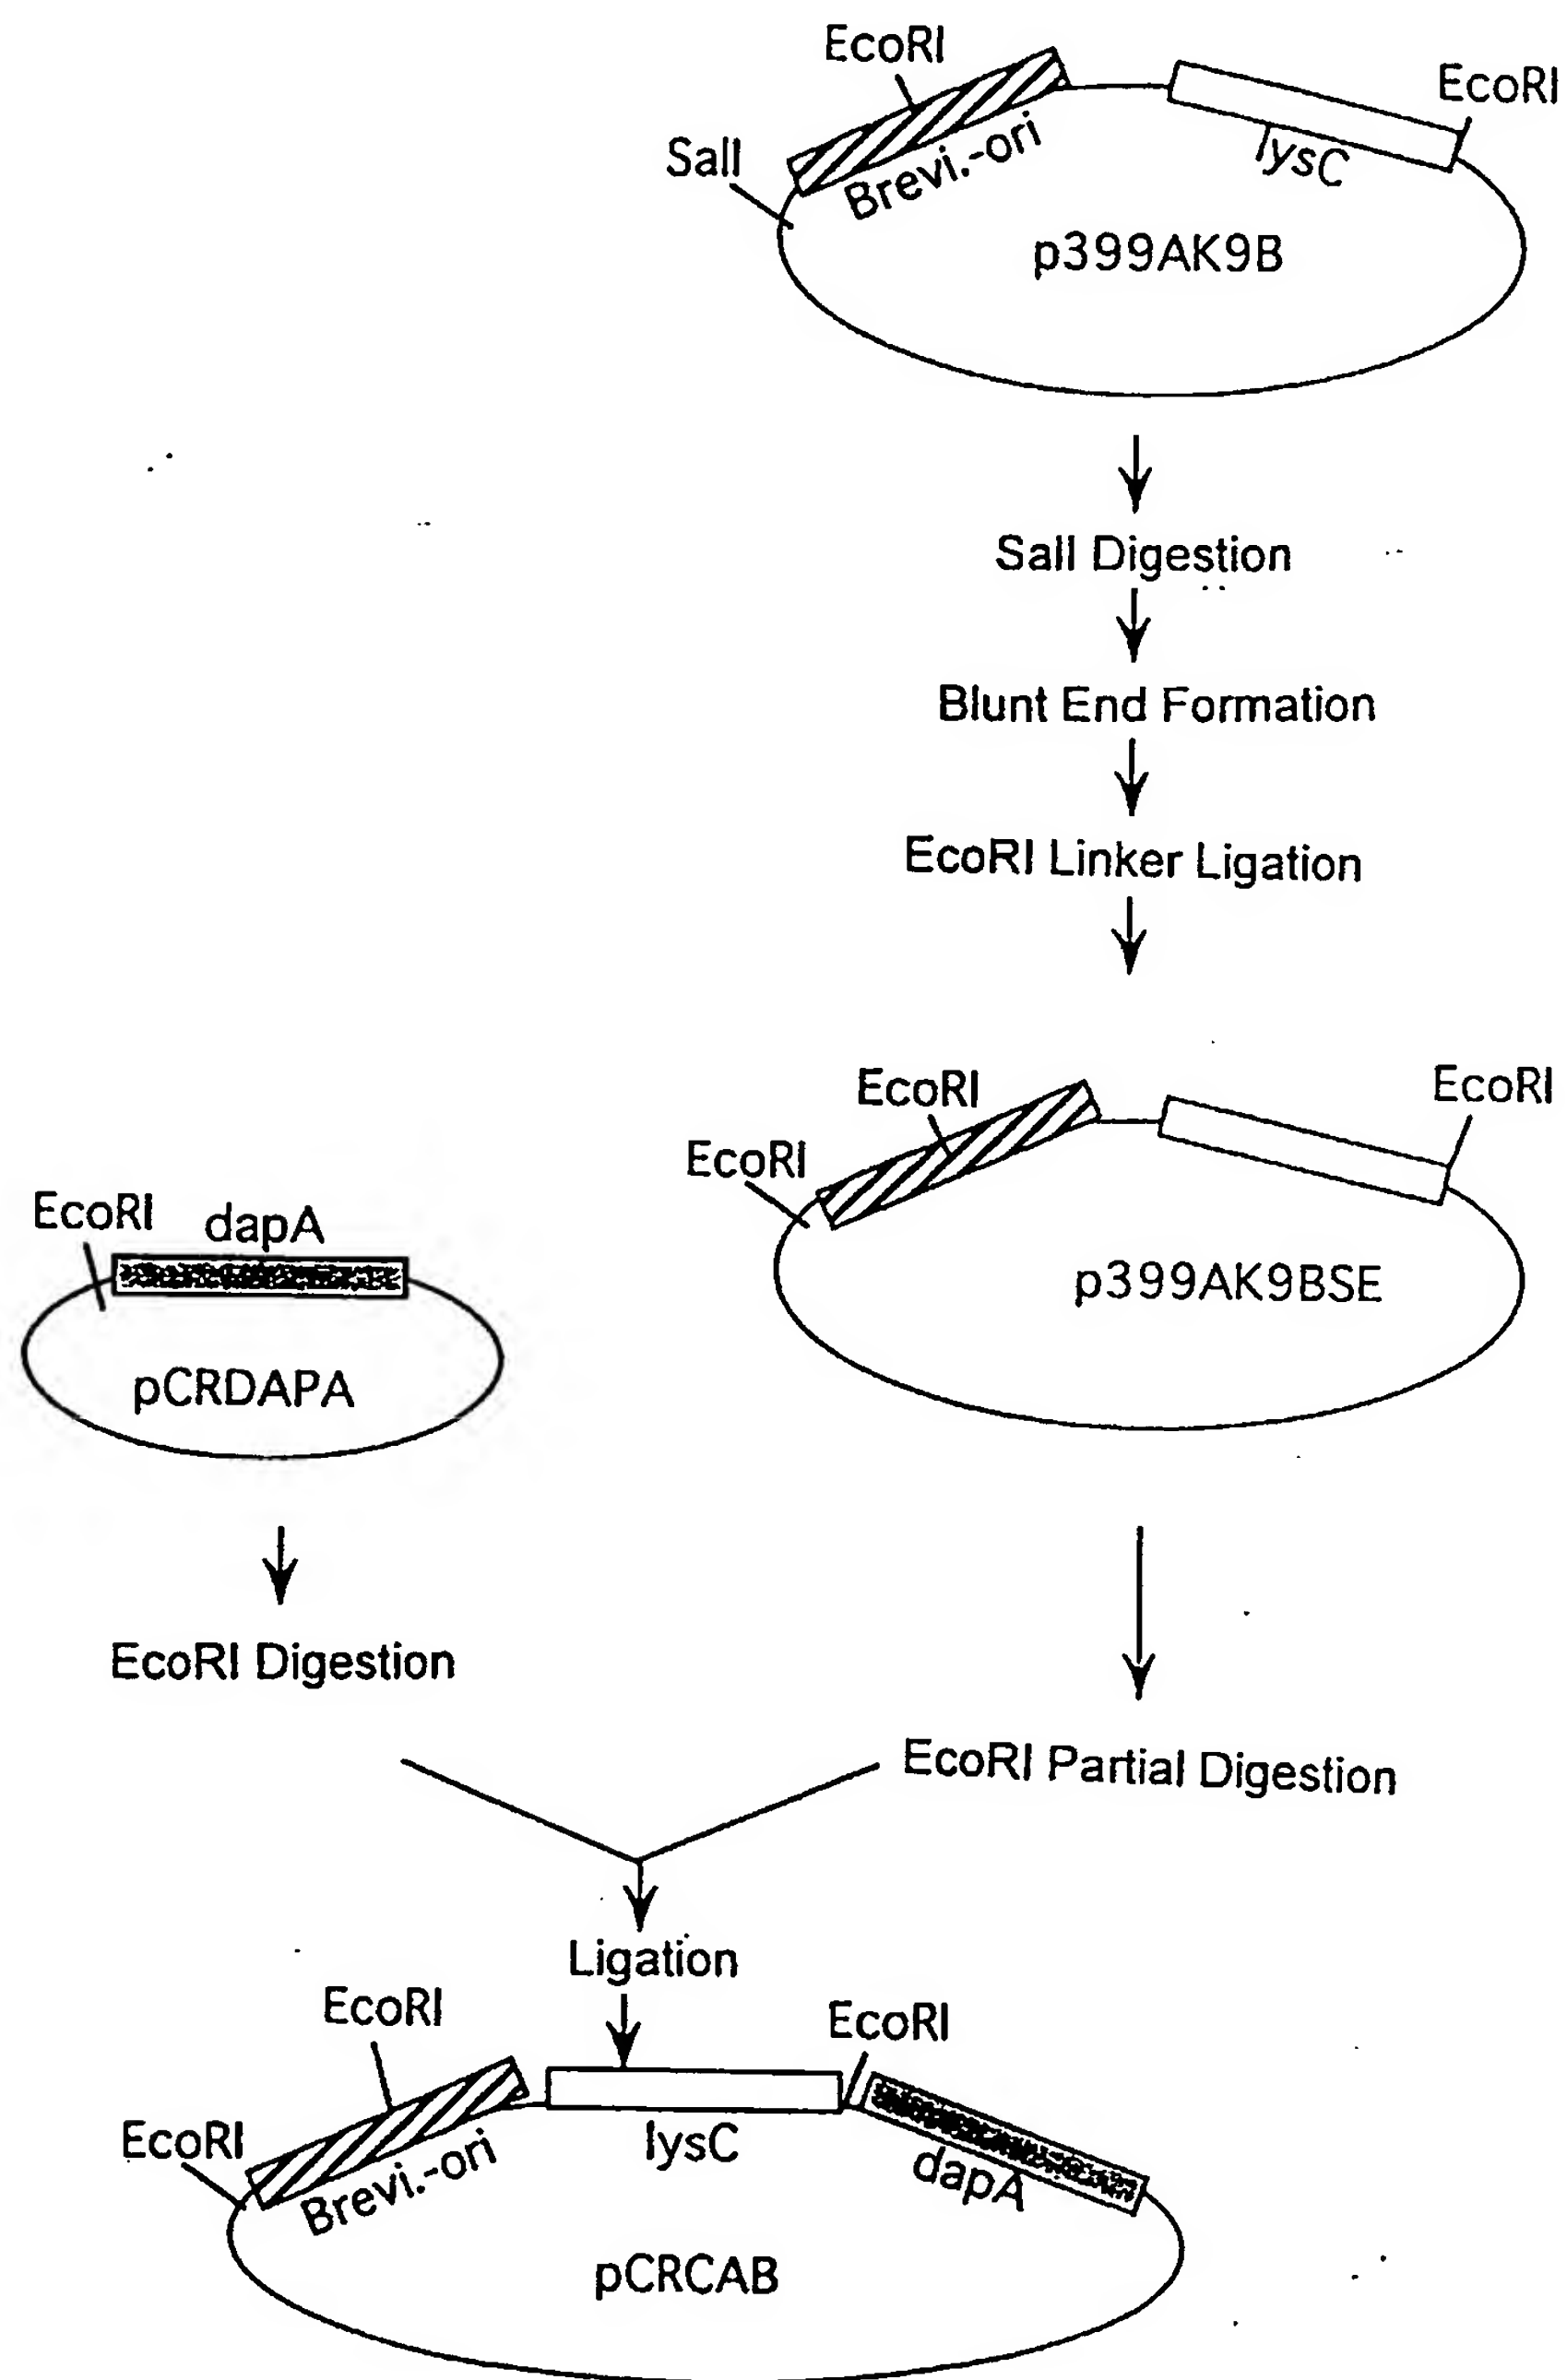 EcoRI
EcoRI
SalI
Brevi.-ori
lysC
p399AK9B
SalI Digestion
Blunt End Formation
EcoRI Linker Ligation
EcoRI
EcoRI
EcoRI
p399AK9BSE
EcoRI
dapA
pCRDAPA
EcoRI Digestion
EcoRI Partial Digestion
Ligation
EcoRI
EcoRI
EcoRI
Brevi.-ori
lysC
dapA
pCRCAB